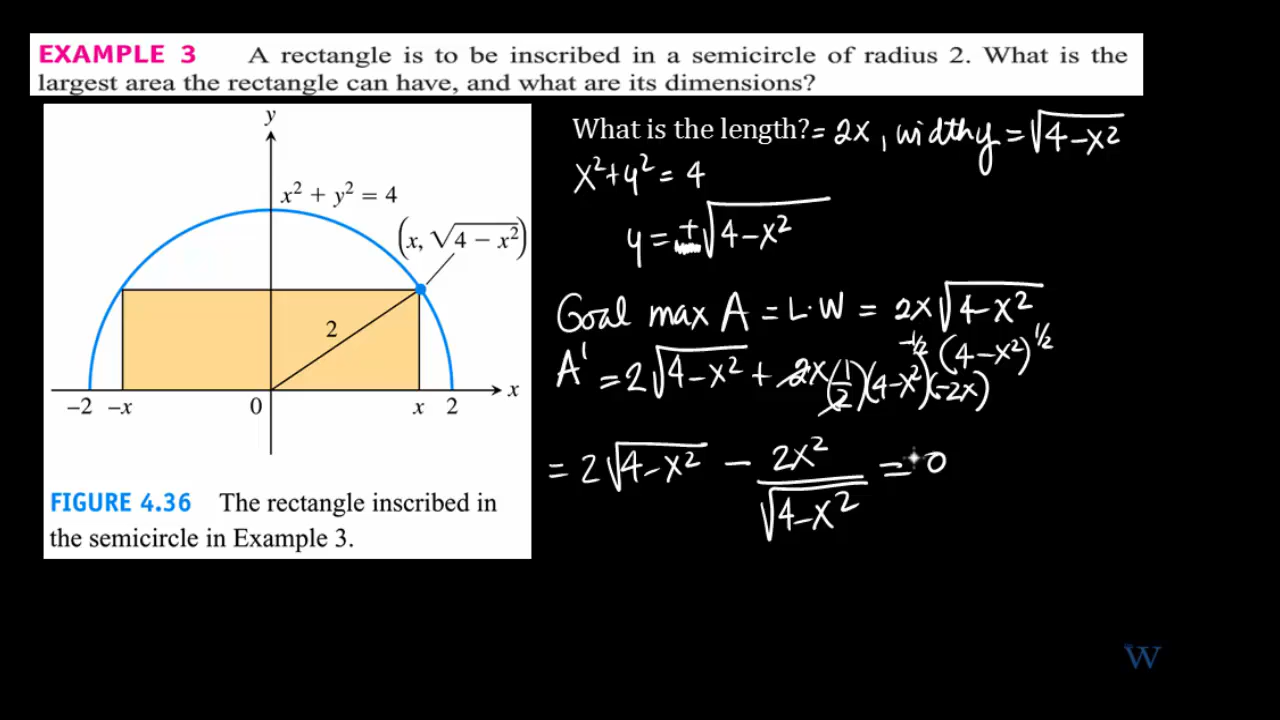 EXAMPLE 3 A rectangle is to be inscribed in a semicircle of radius 2. What is the
largest area the rectangle can have, and what are its dimensions?
y
x² + y² = 4
(x, √(4 − x²))
2
−2 −x 0 x 2 x
FIGURE 4.36 The rectangle inscribed in
the semicircle in Example 3.
What is the length? = 2x, width y = √(4−x²)
x²+y² = 4
y = ±√(4−x²)
Goal max A = L·W = 2x√(4−x²)
(4−x²)^1/2
A' = 2√(4−x²) + 2x(1/2)(4−x²)^-1/2(-2x)
= 2√(4−x²) − 2x²/√(4−x²) = 0
W